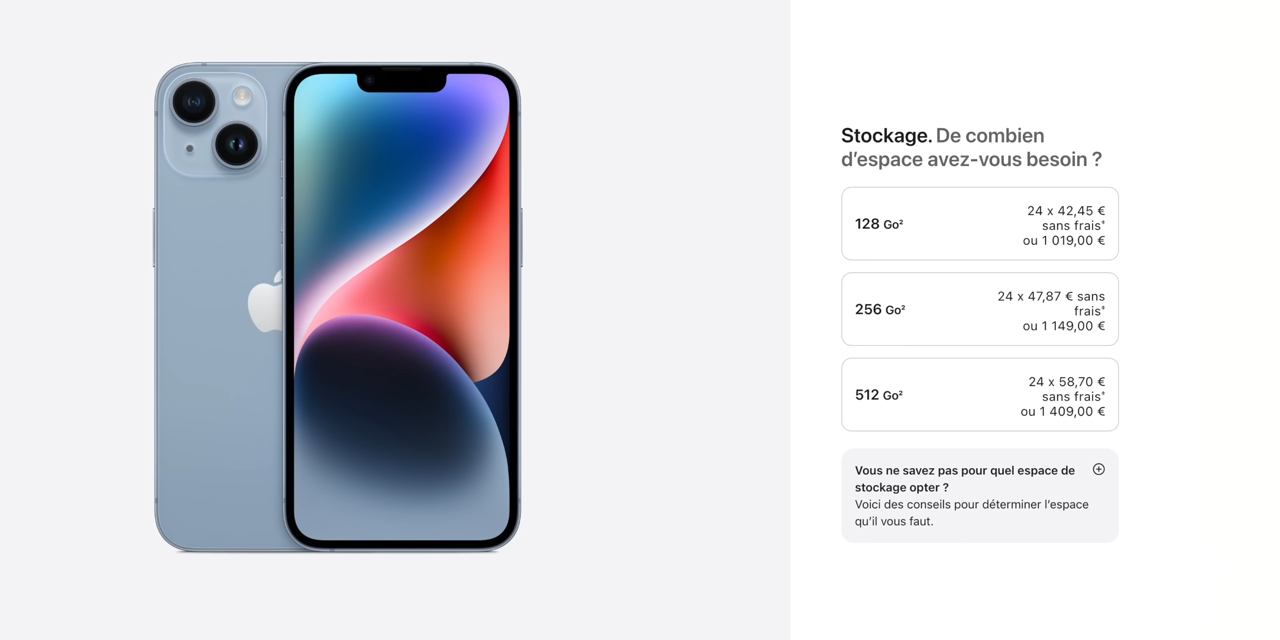 Stockage. De combien
d’espace avez-vous besoin ?
128 Go²
24 x 42,45 €
sans frais‡
ou 1 019,00 €
256 Go²
24 x 47,87 € sans
frais‡
ou 1 149,00 €
512 Go²
24 x 58,70 €
sans frais‡
ou 1 409,00 €
Vous ne savez pas pour quel espace de
stockage opter ?
Voici des conseils pour déterminer l’espace
qu’il vous faut.